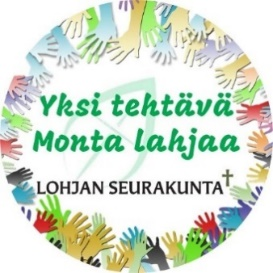 Yksi tehtävä
Monta lahjaa
LOHJAN SEURAKUNTA